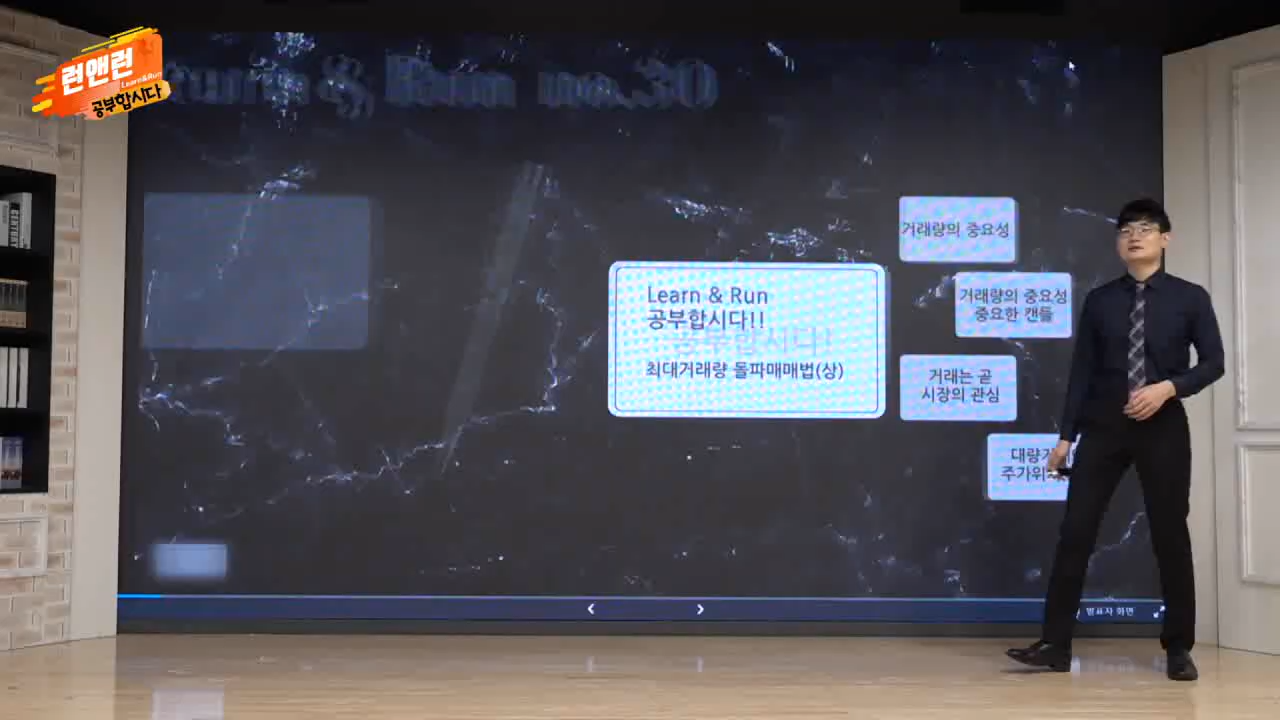 런앤런
Learn&Run
공부합시다
no.30
Learn & Run
공부합시다!!
최대거래량 돌파매매법(상)
거래량의 중요성
거래량의 중요성
중요한 캔들
거래는 곧
시장의 관심
발표자 화면